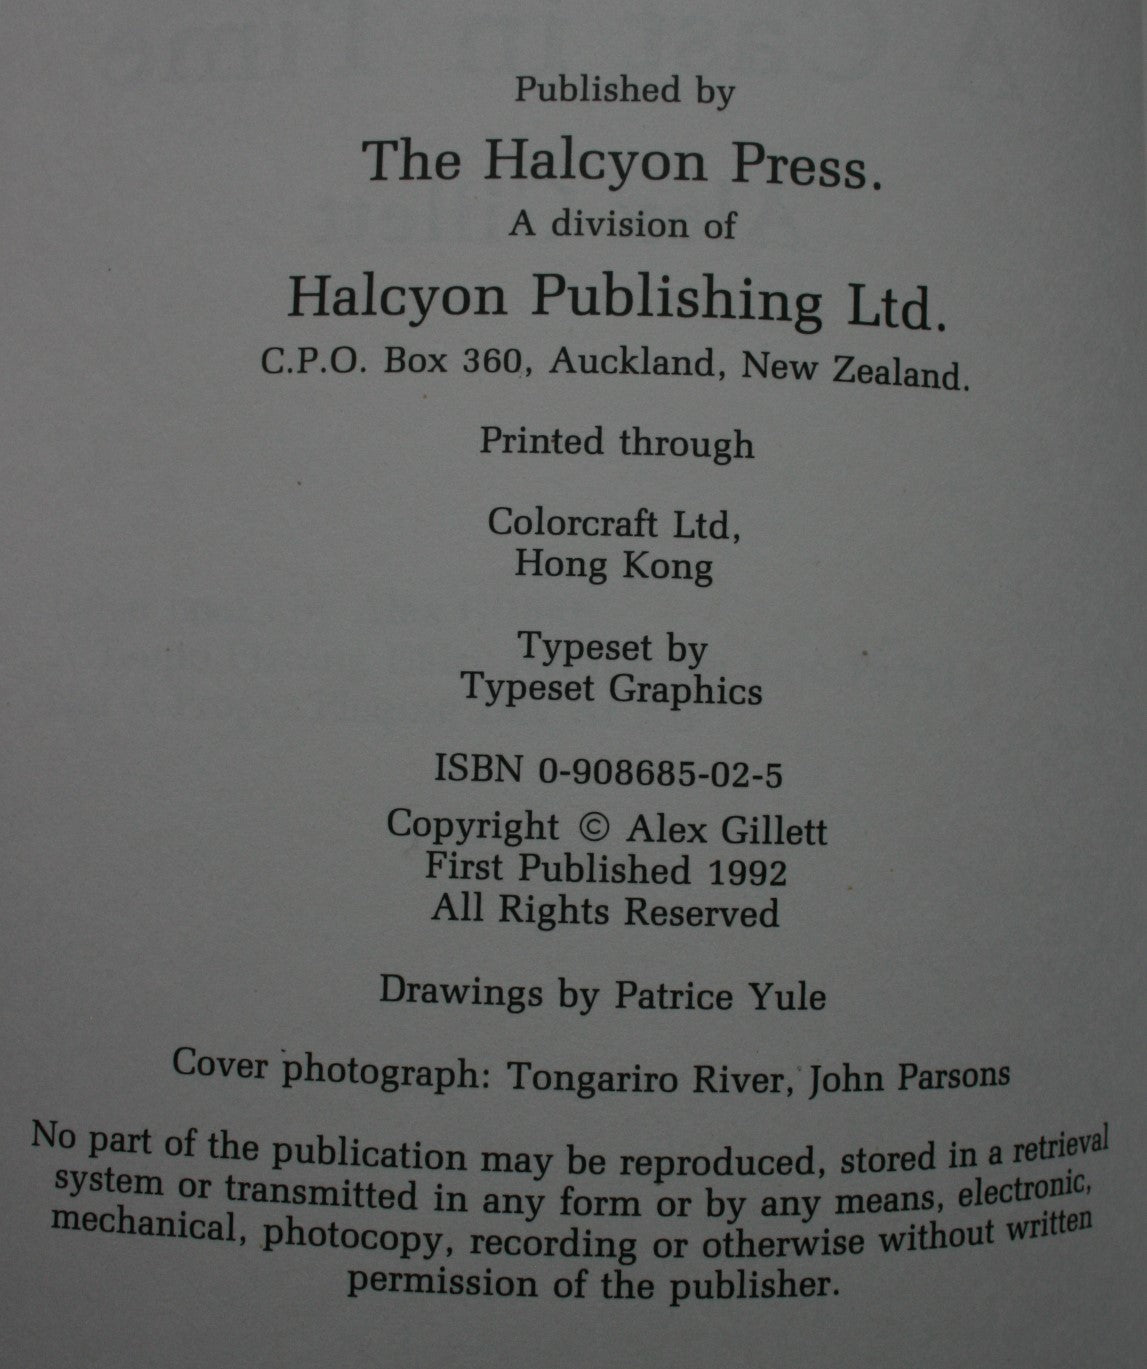 Published by
The Halcyon Press.
A division of
Halcyon Publishing Ltd.
C.P.O. Box 360, Auckland, New Zealand.
Printed through
Colorcraft Ltd,
Hong Kong
Typeset by
Typeset Graphics
ISBN 0-908685-02-5
Copyright © Alex Gillett
First Published 1992
All Rights Reserved
Drawings by Patrice Yule
Cover photograph: Tongariro River, John Parsons
No part of the publication may be reproduced, stored in a retrieval
system or transmitted in any form or by any means, electronic,
mechanical, photocopy, recording or otherwise without written
permission of the publisher.